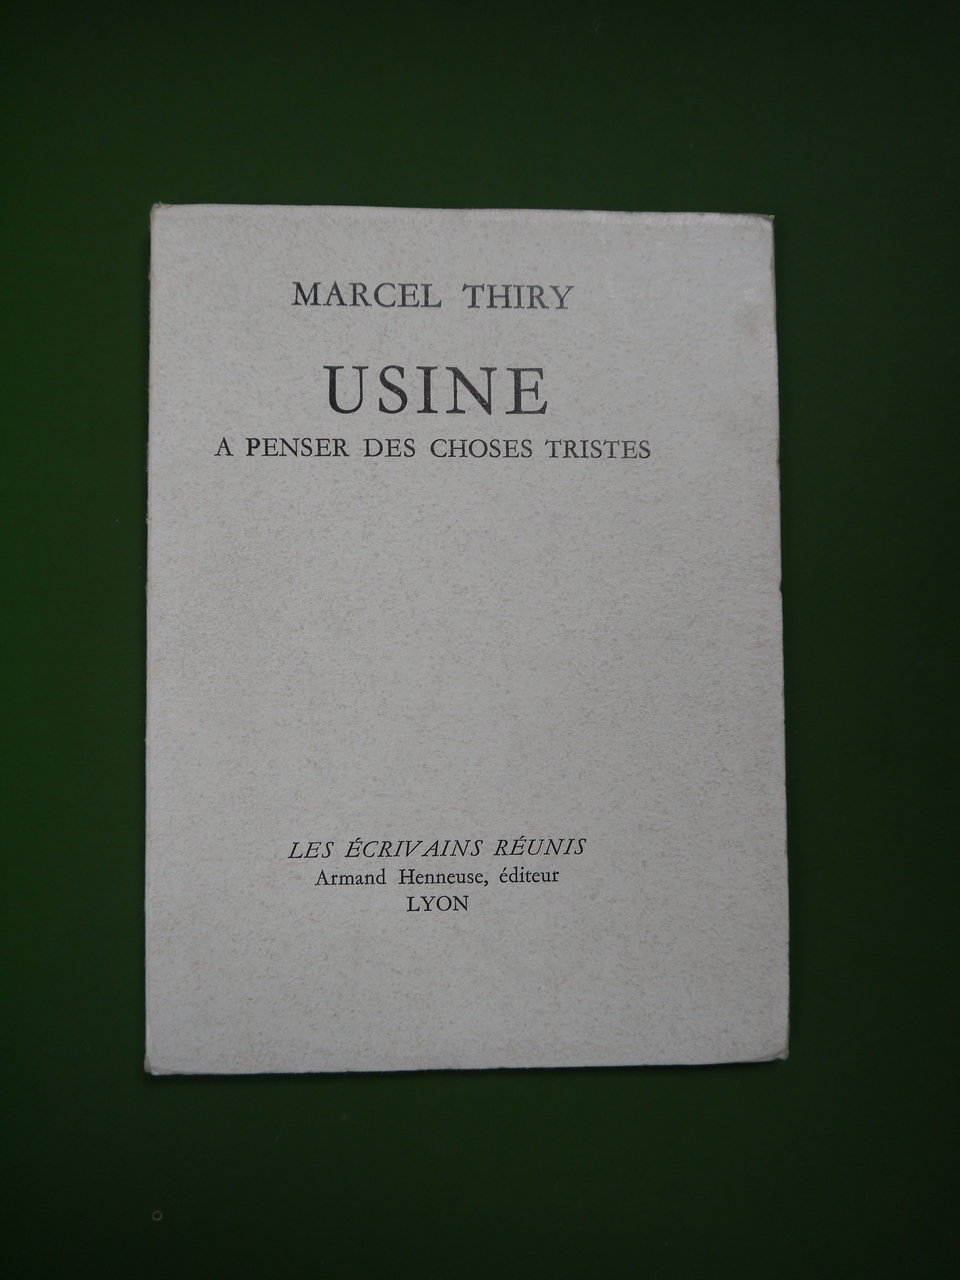 MARCEL THIRY
USINE
A PENSER DES CHOSES TRISTES
LES ÉCRIVAINS RÉUNIS
Armand Henneuse, éditeur
LYON